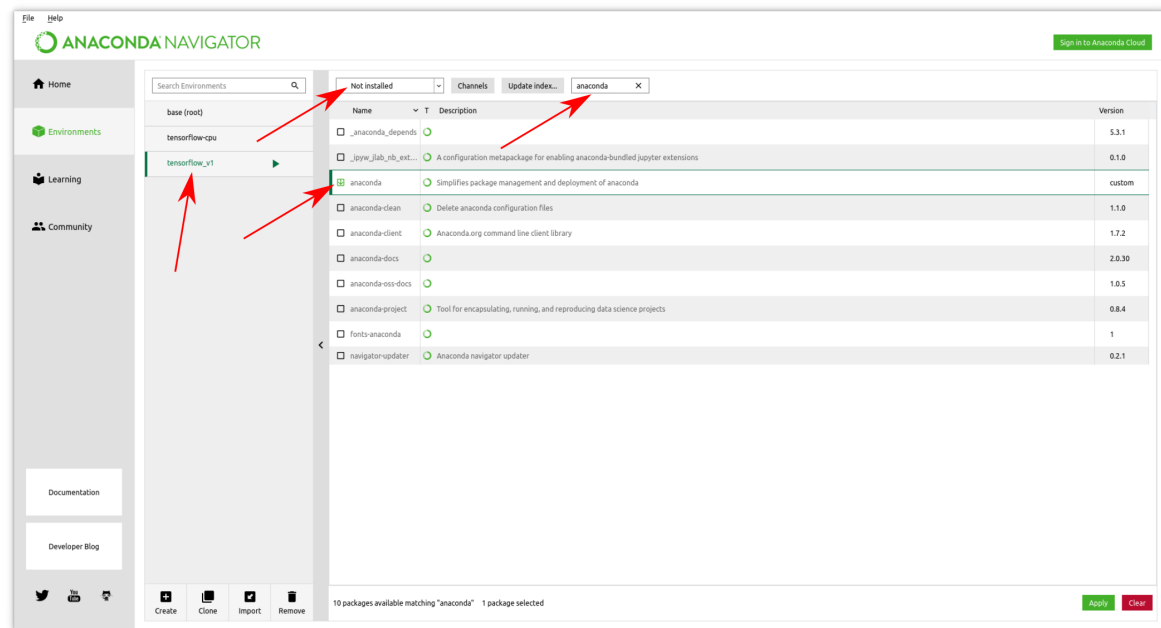 File Help
ANACONDA NAVIGATOR
Sign in to Anaconda Cloud
Home
Environments
Learning
Community
Documentation
Developer Blog
You
Tube
Search Environments
base (root)
tensorflow-cpu
tensorflow_v1
Create Clone Import Remove
Not installed Channels Update index... anaconda X
Name T Description Version
_anaconda_depends 5.3.1
_ipyw_jlab_nb_ext... A configuration metapackage for enabling anaconda-bundled jupyter extensions 0.1.0
anaconda Simplifies package management and deployment of anaconda custom
anaconda-clean Delete anaconda configuration files 1.1.0
anaconda-client Anaconda.org command line client library 1.7.2
anaconda-docs 2.0.30
anaconda-oss-docs 1.0.5
anaconda-project Tool for encapsulating, running, and reproducing data science projects 0.8.4
fonts-anaconda 1
navigator-updater Anaconda navigator updater 0.2.1
10 packages available matching "anaconda" 1 package selected
Apply Clear